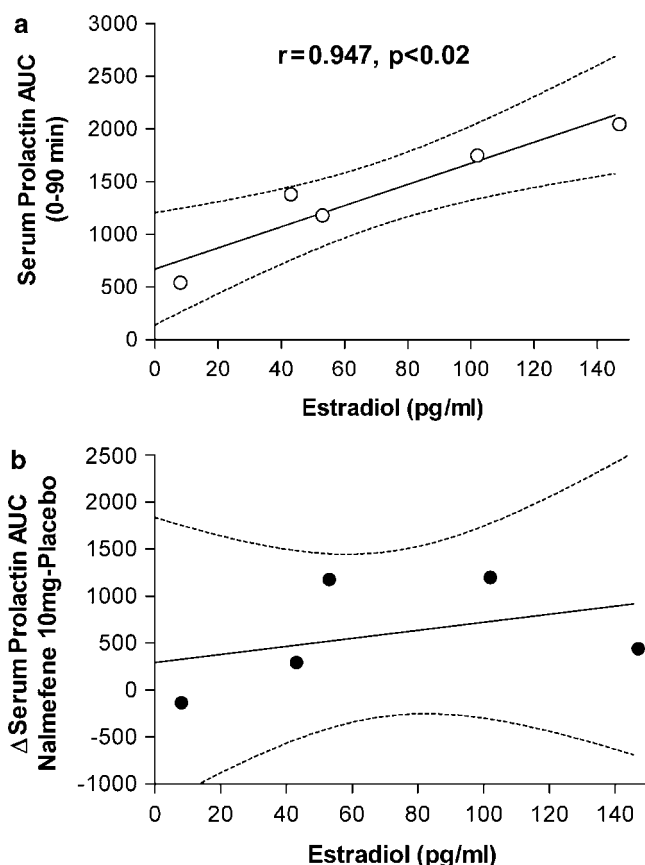 a
r=0.947, p<0.02
Serum Prolactin AUC
(0-90 min)
3000
2500
2000
1500
1000
500
0
0 20 40 60 80 100 120 140
Estradiol (pg/ml)
b
ΔSerum Prolactin AUC
Nalmefene 10mg-Placebo
2500
2000
1500
1000
500
0
-500
-1000
0 20 40 60 80 100 120 140
Estradiol (pg/ml)